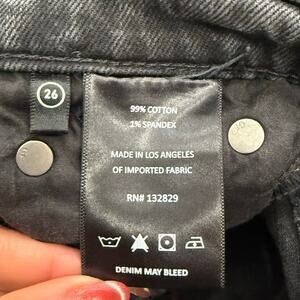 26
99% COTTON
1% SPANDEX
MADE IN LOS ANGELES
OF IMPORTED FABRIC
RN# 132829
DENIM MAY BLEED